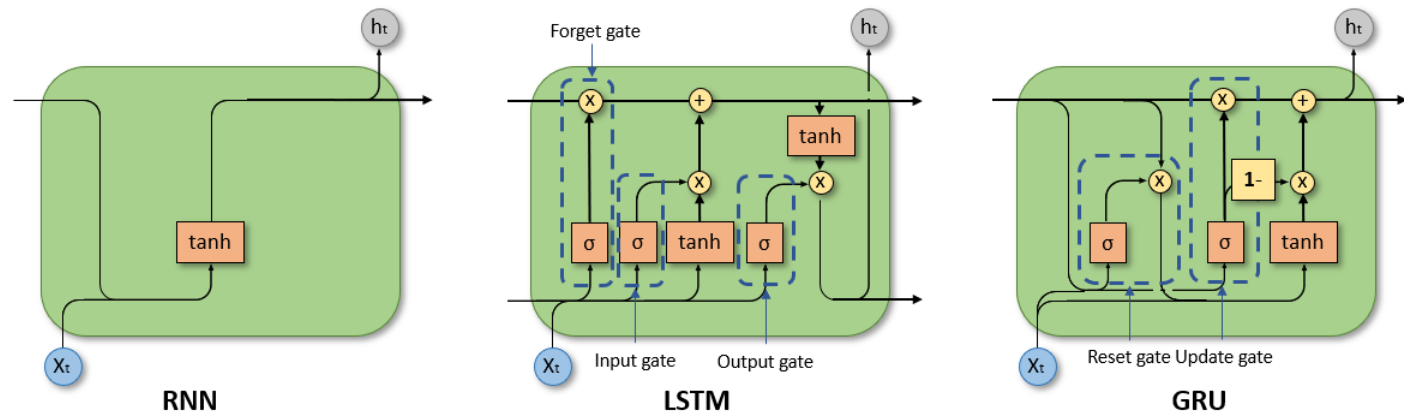 hₜ
tanh
Xₜ
RNN
Forget gate
hₜ
x
+
tanh
x
x
σ
σ
tanh
σ
Xₜ
Input gate
Output gate
LSTM
hₜ
x
+
x
1-
x
σ
σ
tanh
Xₜ
Reset gate Update gate
GRU